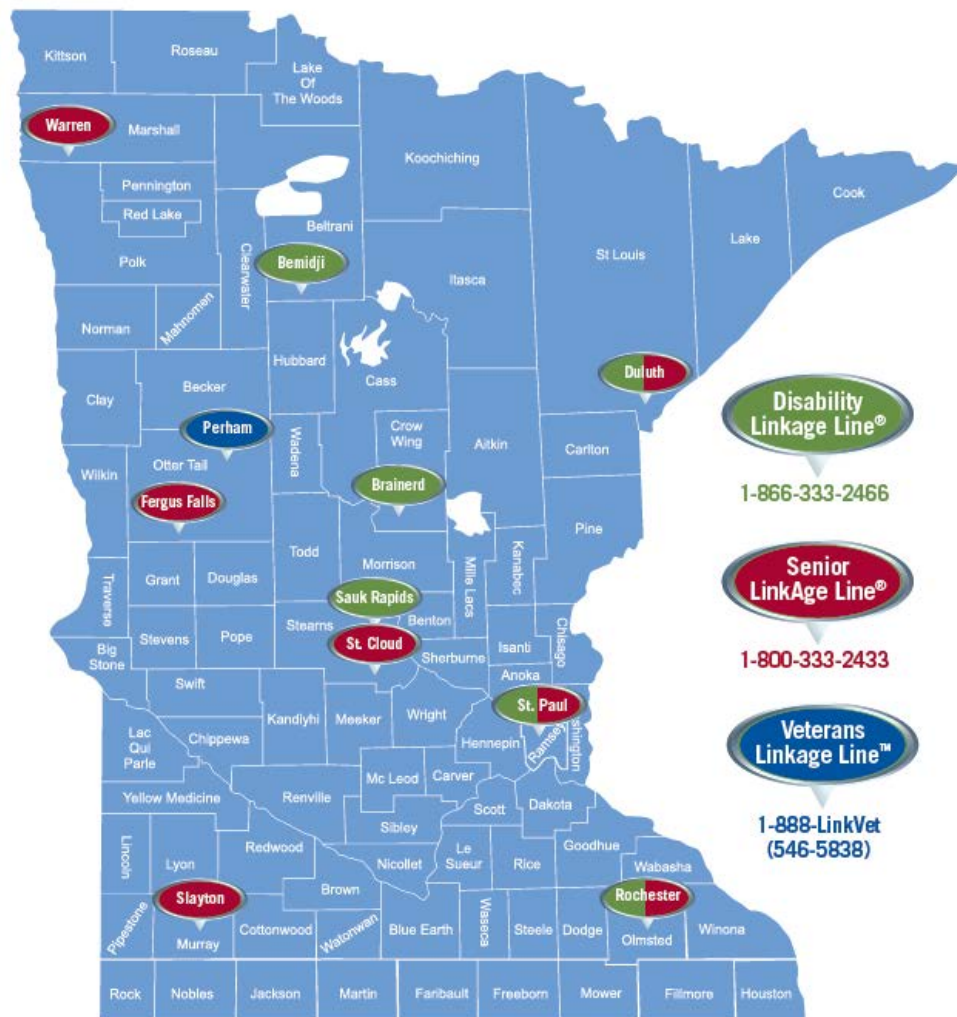 Kittson
Roseau
Lake
Of
The Woods
Warren
Marshall
Koochiching
Pennington
Red Lake
Cook
Beltrani
Lake
St Louis
Polk
Clearwater
Bemidji
Itasca
Norman
Mahnomen
Hubbard
Cass
Duluth
Clay
Becker
Disability
Linkage Line®
1-866-333-2466
Perham
Wadena
Crow
Wing
Aitkin
Carlton
Wilkin
Otter Tail
Fergus Falls
Brainerd
Pine
Todd
Morrison
Mille Lacs
Kanabec
Traverse
Grant
Douglas
Senior
LinkAge Line®
1-800-333-2433
Sauk Rapids
Stevens
Pope
Stearns
Benton
St. Cloud
Isanti
Chisago
Big
Stone
Sherburne
Anoka
Swift
Kandiyhi
Meeker
Wright
St. Paul
Hennepin
Ramsey
Lac
Qui
Parle
Chippewa
Veterans
Linkage Line™
1-888-LinkVet
(546-5838)
Mc Leod
Carver
Yellow Medicine
Renville
Scott
Dakota
Sibley
Lincoln
Lyon
Redwood
Nicollet
Le
Sueur
Rice
Goodhue
Wabasha
Brown
Slayton
Rochester
Pipestone
Murray
Cottonwood
Watonwan
Blue Earth
Waseca
Steele
Dodge
Olmsted
Winona
Rock
Nobles
Jackson
Martin
Faribault
Freeborn
Mower
Fillmore
Houston